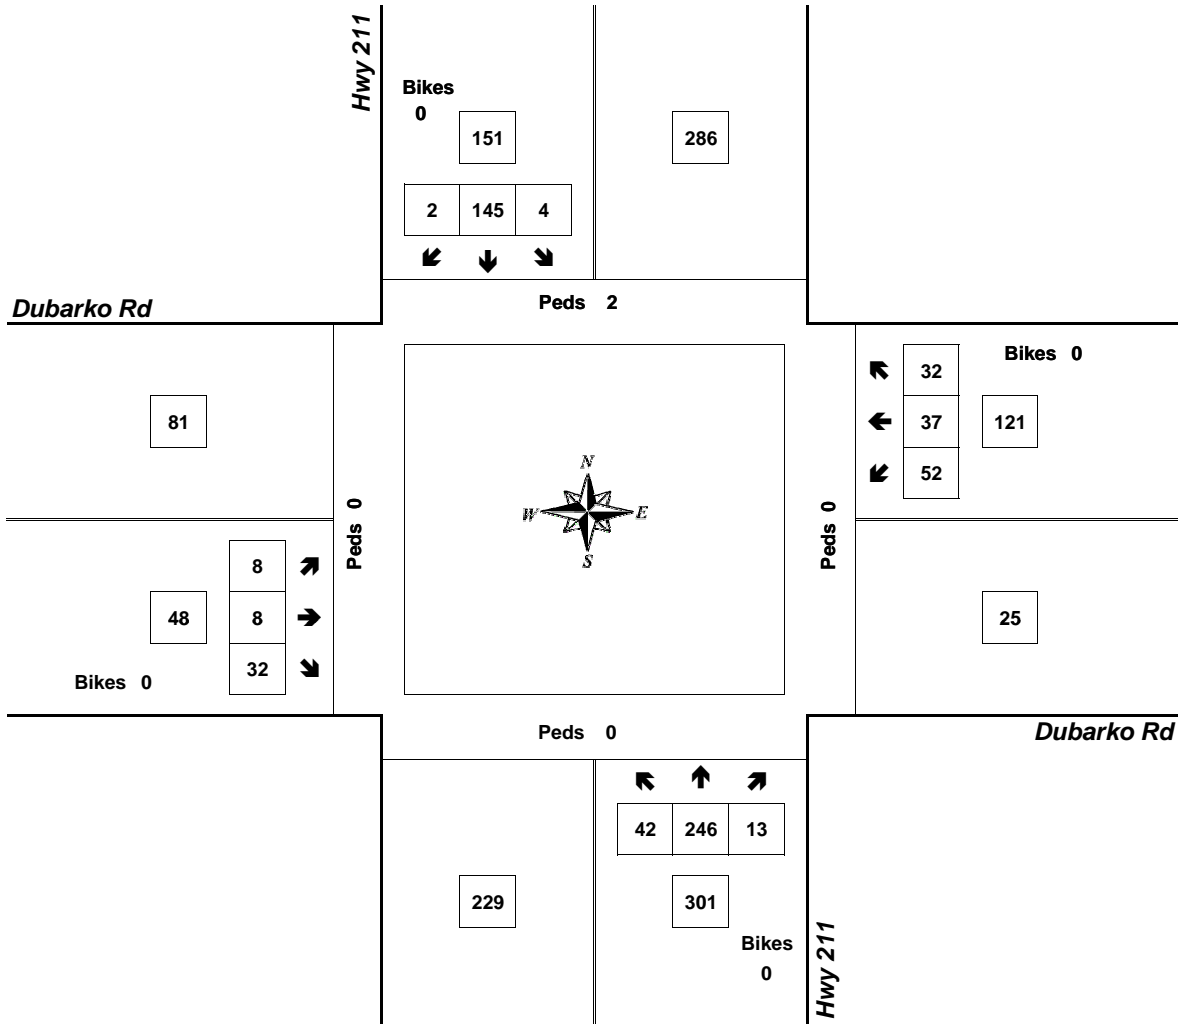 Hwy 211
Bikes
0
151
286
2 145 4
Peds 2
Dubarko Rd
32
Bikes 0
81
37
121
52
N
W E
S
Peds 0
Peds 0
8
48
8
25
32
Bikes 0
Peds 0
Dubarko Rd
42 246 13
229
301
Bikes
0
Hwy 211